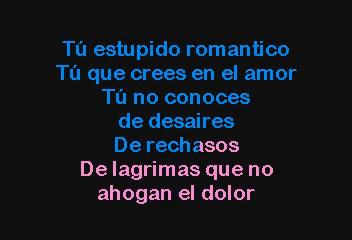 Tú estupido romantico
Tú que crees en el amor
Tú no conoces
de desaires
De rechasos
De lagrimas que no
ahogan el dolor